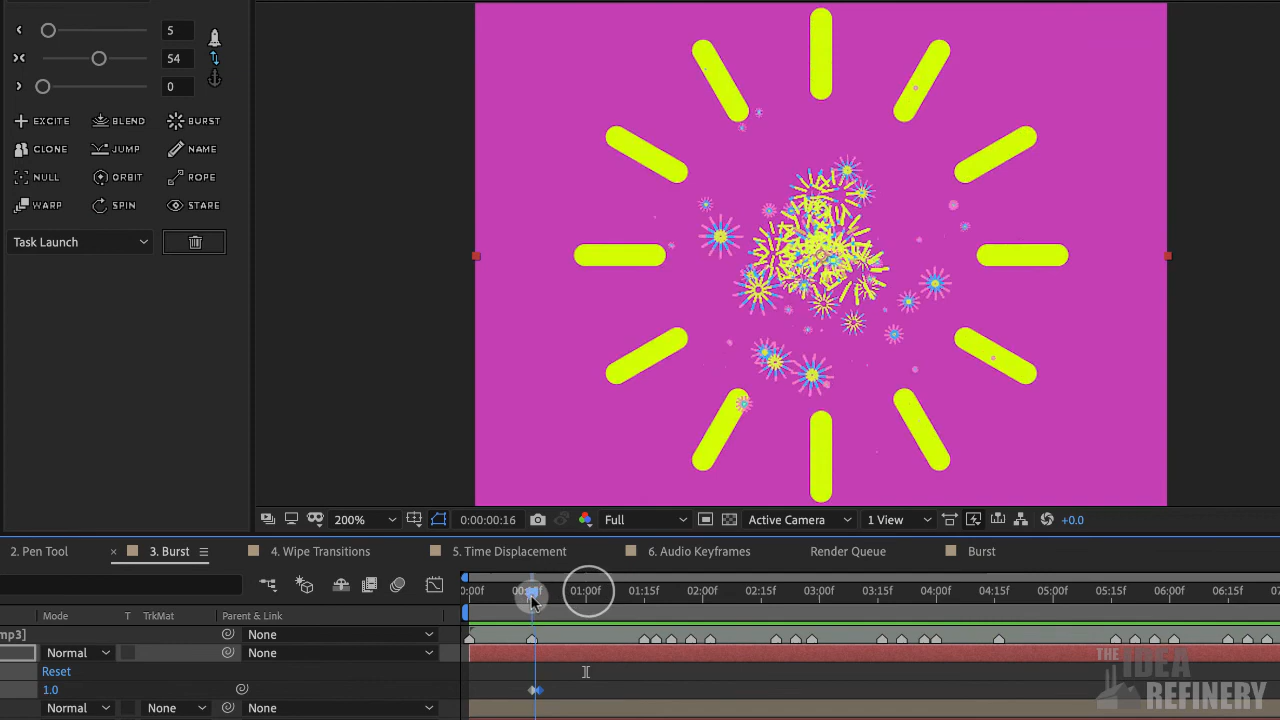 5
54
0
EXCITE BLEND BURST
CLONE JUMP NAME
NULL ORBIT ROPE
WARP SPIN STARE
Task Launch
200% 0:00:00:16 Full Active Camera 1 View +0.0
2. Pen Tool × 3. Burst 4. Wipe Transitions 5. Time Displacement 6. Audio Keyframes Render Queue Burst
:00f 01:00f 01:15f 02:00f 02:15f 03:00f 03:15f 04:00f 04:15f 05:00f 05:15f 06:00f 06:15f 07
Mode TrkMat Parent & Link
mp3] None
Normal None
Reset
1.0
Normal None None
THE IDEA REFINERY